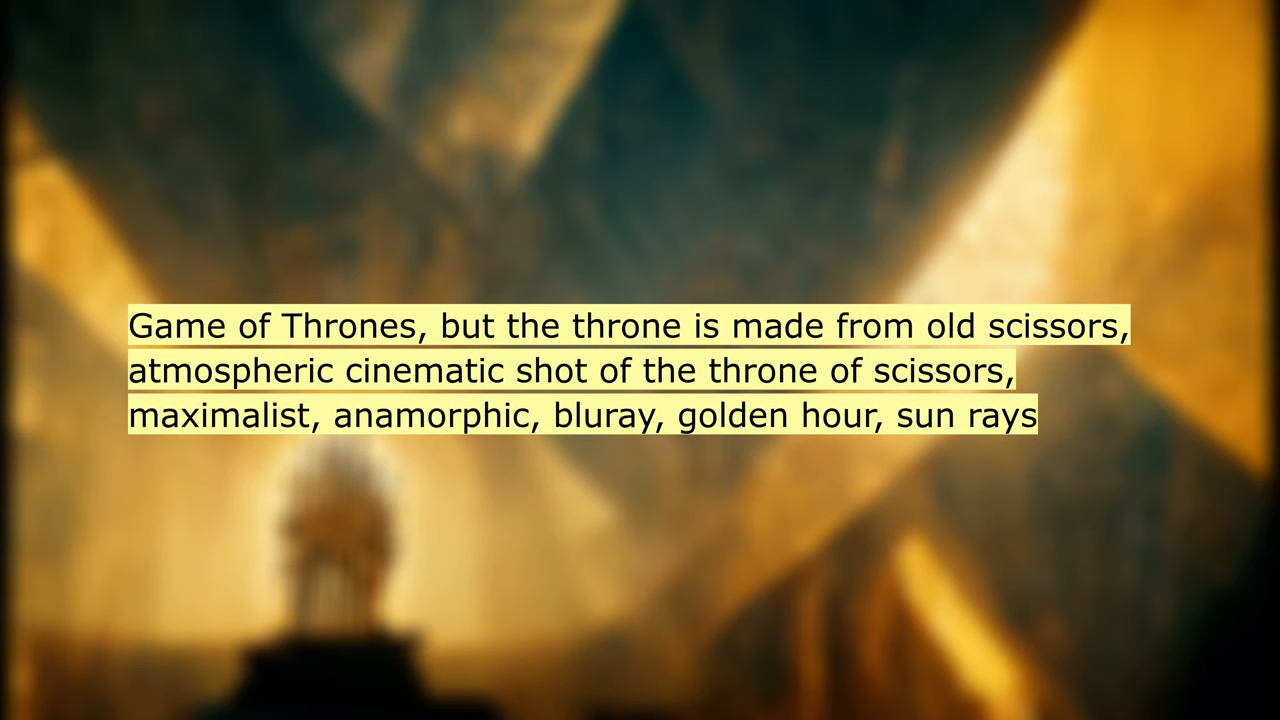 Game of Thrones, but the throne is made from old scissors,
atmospheric cinematic shot of the throne of scissors,
maximalist, anamorphic, bluray, golden hour, sun rays